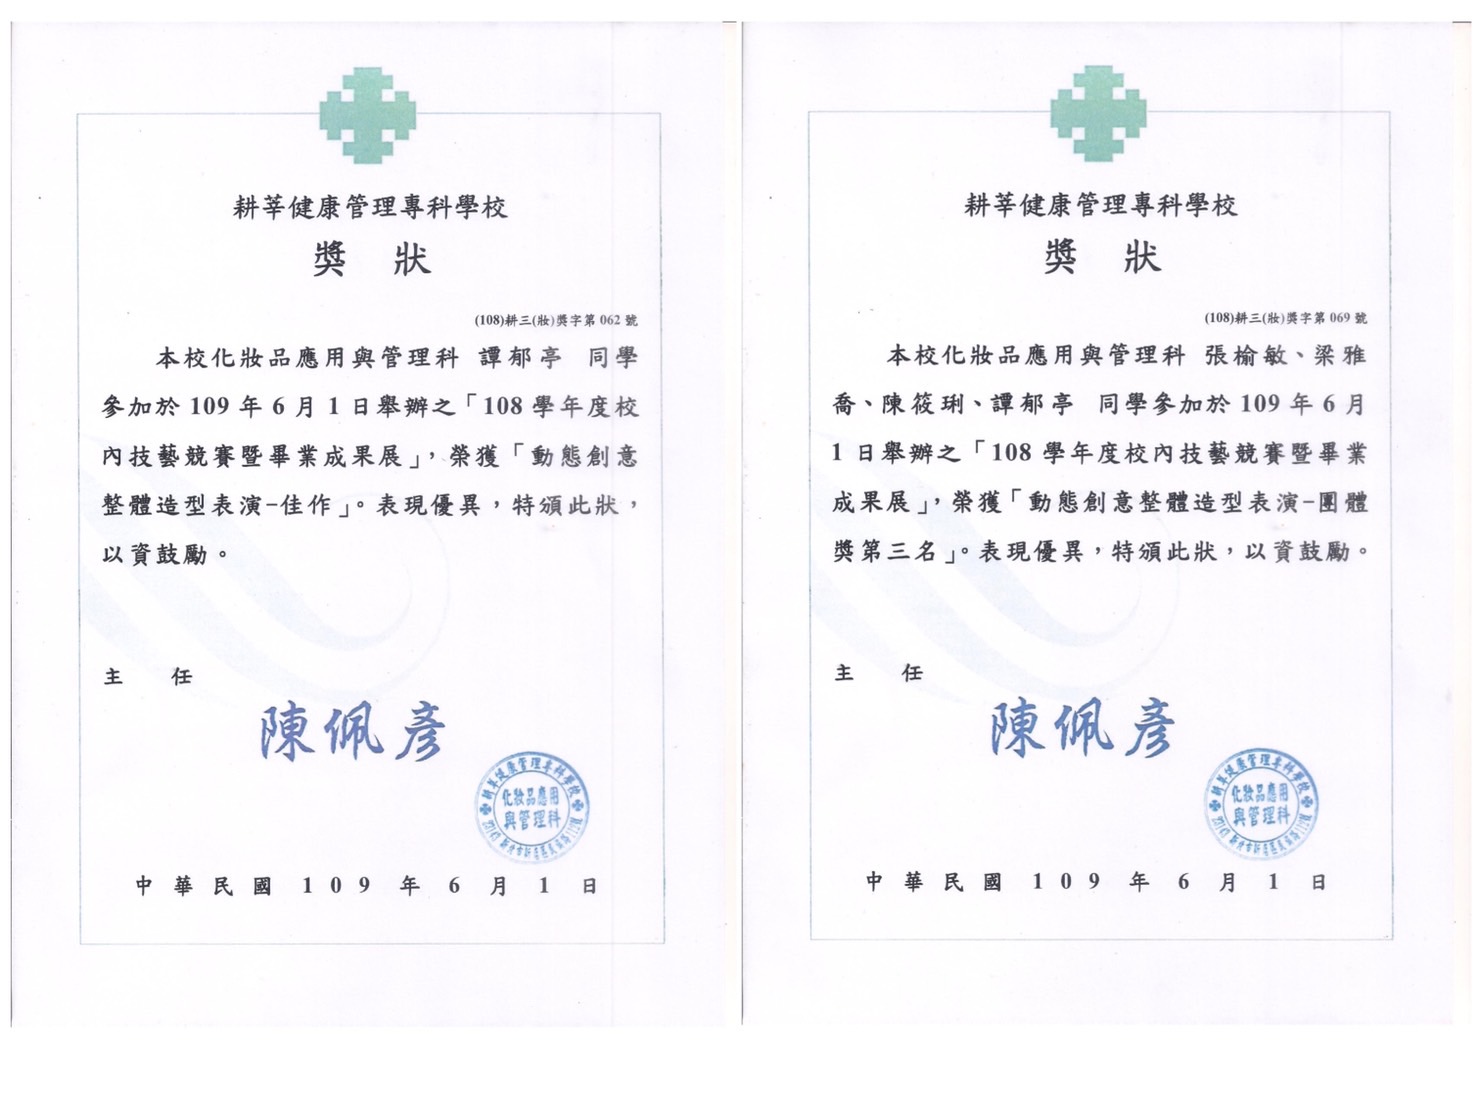 耕莘健康管理專科學校
獎 狀
(108)耕三(妝)獎字第 062 號
本校化妝品應用與管理科 譚郁亭 同學
參加於 109 年 6 月 1 日舉辦之「108 學年度校
內技藝競賽暨畢業成果展」，榮獲「動態創意
整體造型表演-佳作」。表現優異，特頒此狀，
以資鼓勵。
主 任
陳佩彥
耕莘健康管理專科學校
化妝品應用
與管理科
中 華 民 國 1 0 9 年 6 月 1 日
耕莘健康管理專科學校
獎 狀
(108)耕三(妝)獎字第 069 號
本校化妝品應用與管理科 張榆敏、梁雅
喬、陳筱琍、譚郁亭 同學參加於 109 年 6 月
1 日舉辦之「108 學年度校內技藝競賽暨畢業
成果展」，榮獲「動態創意整體造型表演-團體
獎第三名」。表現優異，特頒此狀，以資鼓勵。
主 任
陳佩彥
耕莘健康管理專科學校
化妝品應用
與管理科
中 華 民 國 1 0 9 年 6 月 1 日